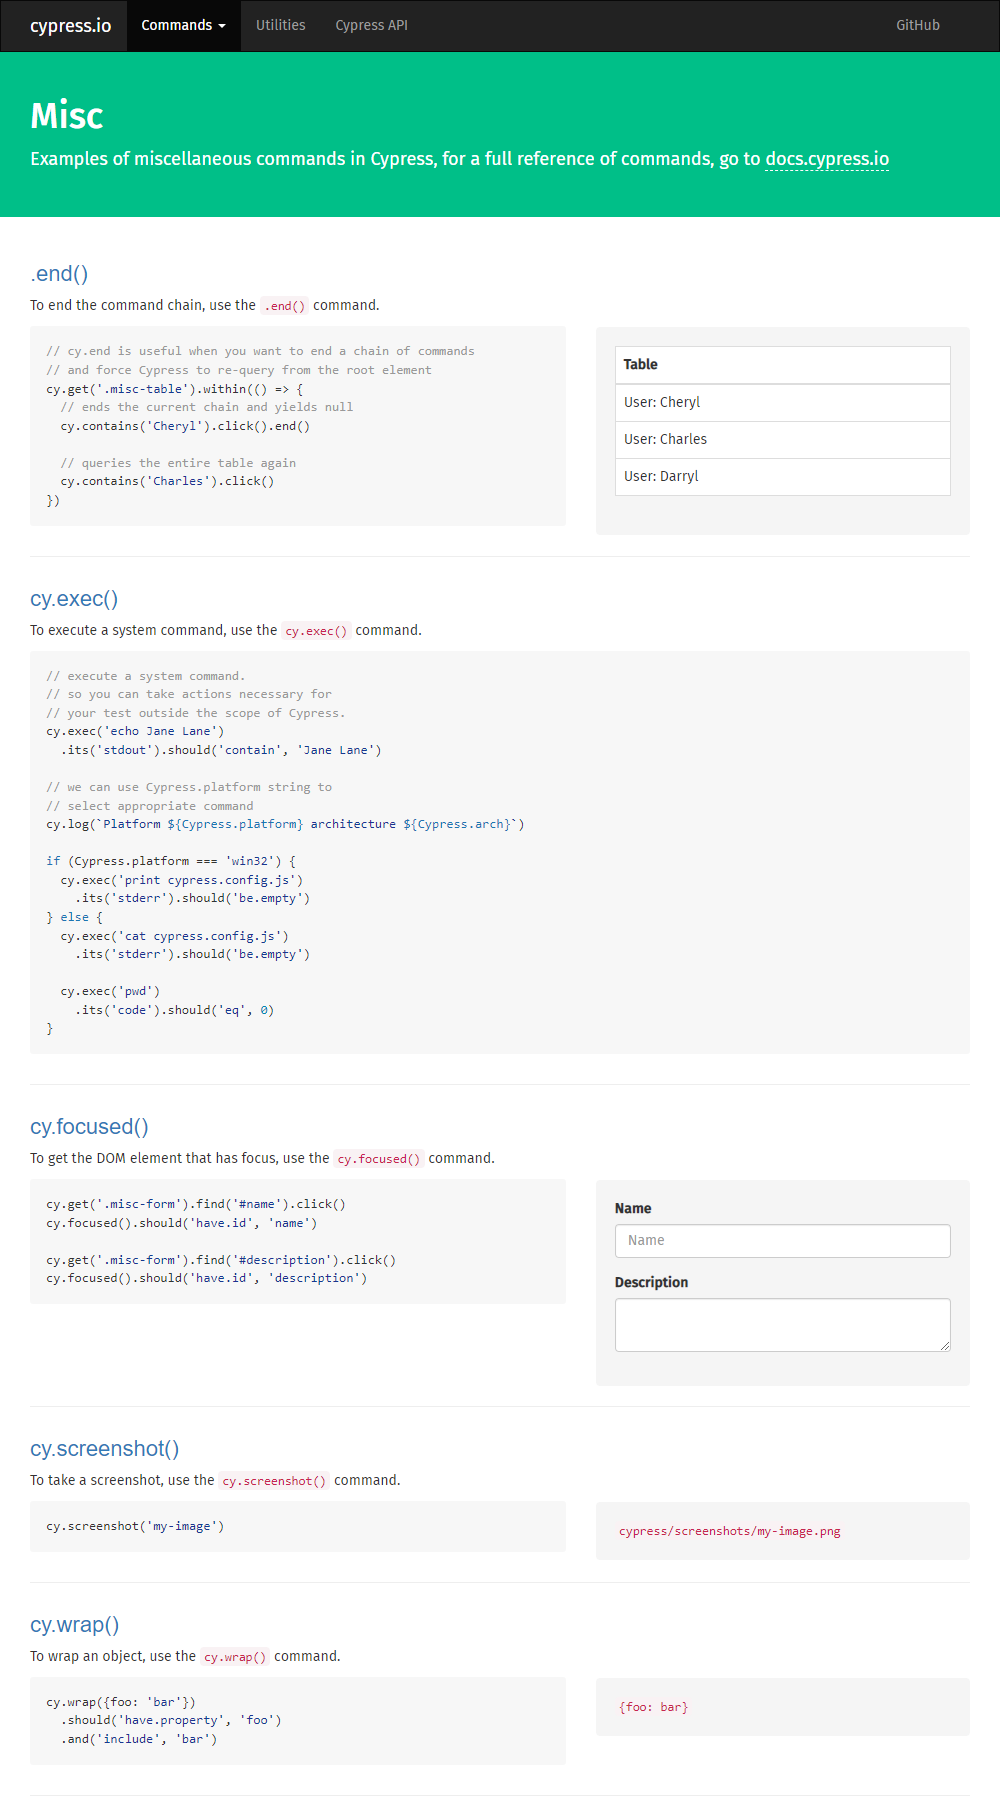 cypress.io Commands Utilities Cypress API GitHub
Misc
Examples of miscellaneous commands in Cypress, for a full reference of commands, go to docs.cypress.io
.end()
To end the command chain, use the .end() command.
// cy.end is useful when you want to end a chain of commands
// and force Cypress to re-query from the root element
cy.get('.misc-table').within(() => {
  // ends the current chain and yields null
  cy.contains('Cheryl').click().end()

  // queries the entire table again
  cy.contains('Charles').click()
})
Table
User: Cheryl
User: Charles
User: Darryl
cy.exec()
To execute a system command, use the cy.exec() command.
// execute a system command.
// so you can take actions necessary for
// your test outside the scope of Cypress.
cy.exec('echo Jane Lane')
  .its('stdout').should('contain', 'Jane Lane')

// we can use Cypress.platform string to
// select appropriate command
cy.log(`Platform ${Cypress.platform} architecture ${Cypress.arch}`)

if (Cypress.platform === 'win32') {
  cy.exec('print cypress.config.js')
    .its('stderr').should('be.empty')
} else {
  cy.exec('cat cypress.config.js')
    .its('stderr').should('be.empty')

  cy.exec('pwd')
    .its('code').should('eq', 0)
}
cy.focused()
To get the DOM element that has focus, use the cy.focused() command.
cy.get('.misc-form').find('#name').click()
cy.focused().should('have.id', 'name')

cy.get('.misc-form').find('#description').click()
cy.focused().should('have.id', 'description')
Name
Name
Description
cy.screenshot()
To take a screenshot, use the cy.screenshot() command.
cy.screenshot('my-image')
cypress/screenshots/my-image.png
cy.wrap()
To wrap an object, use the cy.wrap() command.
cy.wrap({foo: 'bar'})
  .should('have.property', 'foo')
  .and('include', 'bar')
{foo: bar}